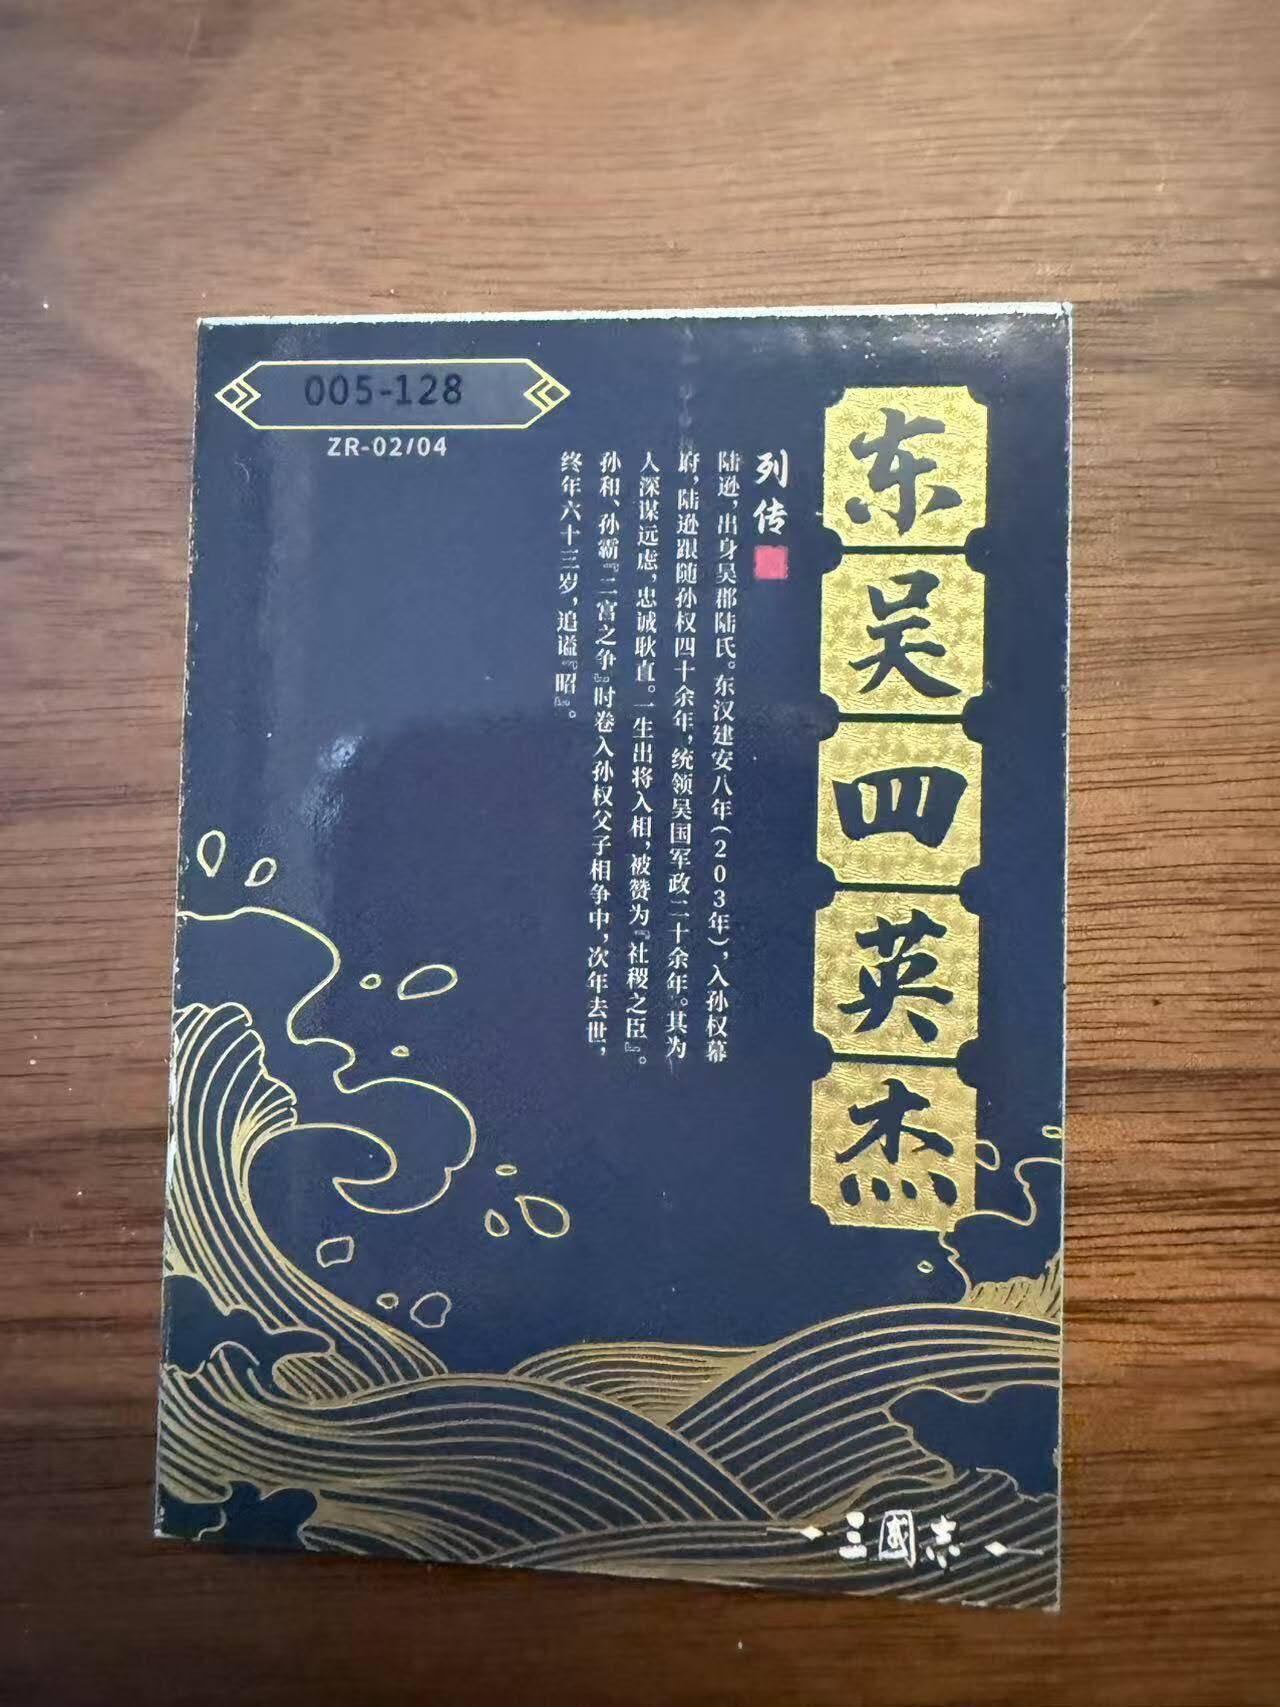 005-128
ZR-02/04
东吴四英杰
列传
陆逊，出身吴郡陆氏。东汉建安八年(203年)，入孙权幕
府，陆逊跟随孙权四十余年，统领吴国军政二十余年。其为
人深谋远虑，忠诚耿直。一生出将入相，被赞为『社稷之臣』。
孙和、孙霸『二宫之争』时卷入孙权父子相争中，次年去世，
终年六十三岁，追谥『昭』。
三國志